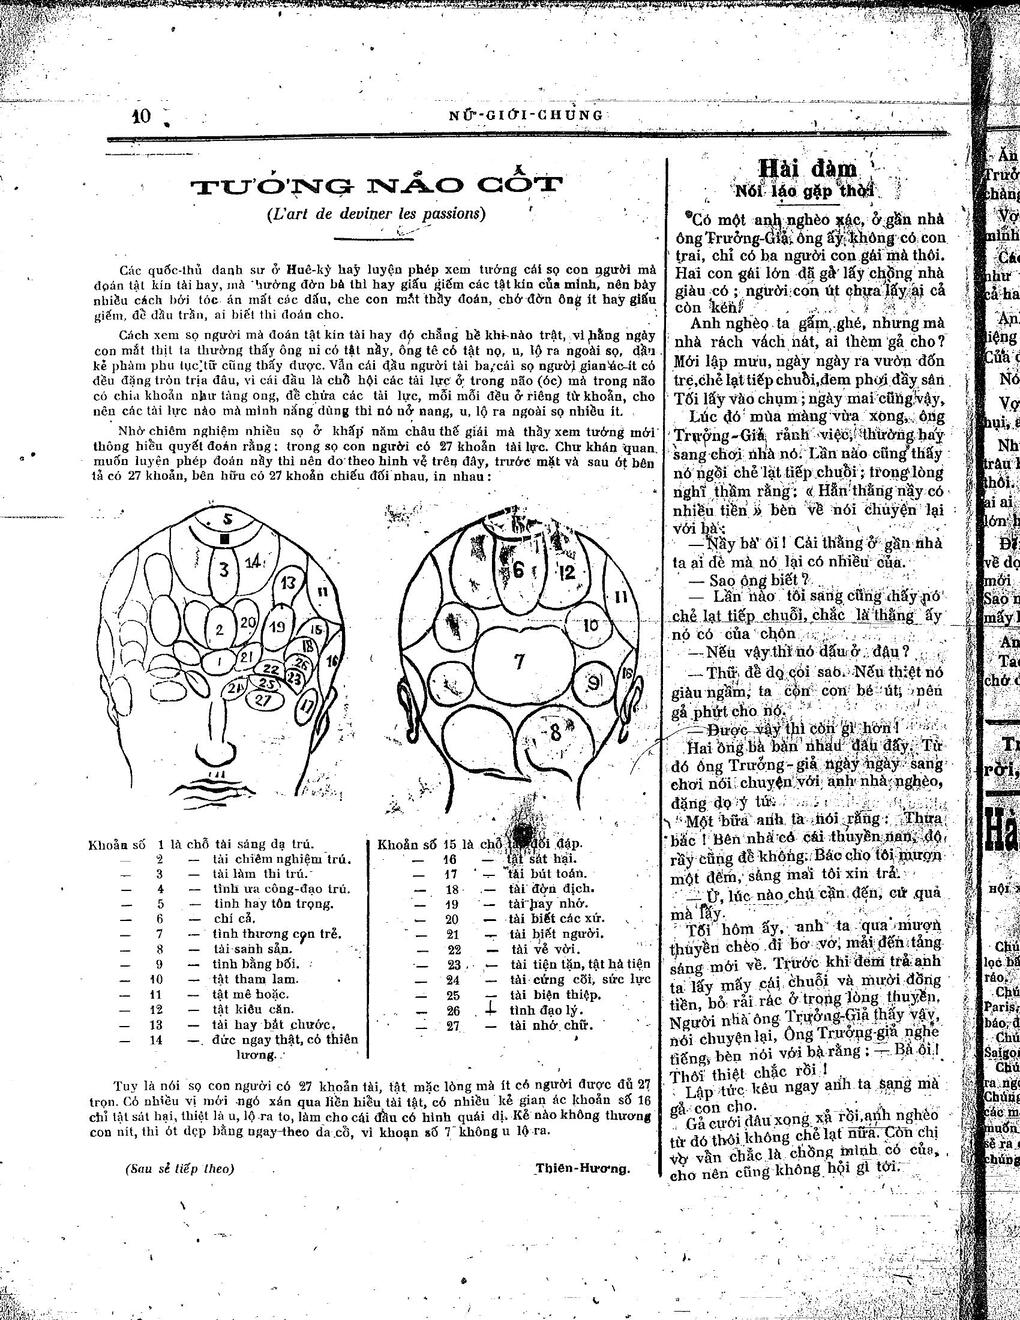 10
NỮ-GIỚI-CHUNG
TƯỚNG NÃO CỐT
(L'art de deviner les passions)
Các quốc-thủ danh sư ở Huê-kỳ hay luyện phép xem tướng cái sọ con người mà
đoán tật kín tài hay, mà hường đờn bà thì hay giấu giếm các tật kín của mình, nên bày
nhiều cách bới tóc án mất các dấu, che con mắt thầy đoán, chớ đờn ông ít hay giấu
giếm, để đầu trần, ai biết thì đoán cho.
Cách xem sọ người mà đoán tật kín tài hay đó chẳng hề khi-nào trật, vì hằng ngày
con mắt thịt ta thường thấy ông ni có tật nầy, ông tê có tật nọ, u, lộ ra ngoài sọ, dầu
kẻ phàm phu tục tử cũng thấy được. Vẫn cái đầu người tài ba, cái sọ người gian ác ít có
đều đặng tròn trịa đâu, vì cái đầu là chỗ hội các tài lực ở trong não (óc) mà trong não
có chia khoản như tàng ong, để chứa các tài lực, mỗi mỗi đều ở riêng từ khoản, cho
nên các tài lực nào mà mình năng dùng thì nó nở nang, u, lộ ra ngoài sọ nhiều ít.
Nhờ chiêm nghiệm nhiều sọ ở khắp năm châu thế giái mà thầy xem tướng mới
thông hiểu quyết đoán rằng: trong sọ con người có 27 khoản tài lực. Chư khán quan
muốn luyện phép đoán nầy thì nên do theo hình vẽ trên đây, trước mặt và sau ót bên
tả có 27 khoản, bên hữu có 27 khoản chiếu đối nhau, in nhau:
5
3
14
13
11
2
20
19
15
18
1
21
22
26
16
23
24
25
27
17
6
12
11
10
7
9
16
8
Khoản số 1 là chỗ tài sáng dạ trú.
— 2 — tài chiêm nghiệm trú.
— 3 — tài làm thi trú.
— 4 — tình ưa công-đạo trú.
— 5 — tình hay tôn trọng.
— 6 — chí cả.
— 7 — tình thương con trẻ.
— 8 — tài sanh sản.
— 9 — tình bằng bối.
— 10 — tật tham lam.
— 11 — tật mê hoặc.
— 12 — tật kiêu căn.
— 13 — tài hay bắt chước.
— 14 — đức ngay thật, có thiên
lương.
Khoản số 15 là chỗ tài đối đáp.
— 16 — tật sát hại.
— 17 — tài bút toán.
— 18 — tài đờn địch.
— 19 — tài hay nhớ.
— 20 — tài biết các xứ.
— 21 — tài biết người.
— 22 — tài vẽ vời.
— 23 — tài tiện tặn, tật hà tiện
— 24 — tài cứng cỏi, sức lực
— 25 — tài biện thiệp.
— 26 — tình đạo lý.
— 27 — tài nhớ chữ.
Tuy là nói sọ con người có 27 khoản tài, tật mặc lòng mà ít có người được đủ 27
trọn. Có nhiều vị mới ngó xán qua liền hiểu tài tật, có nhiều kẻ gian ác khoản số 16
chỉ tật sát hại, thiệt là u, lộ ra to, làm cho cái đầu có hình quái dị. Kẻ nào không thương
con nít, thì ót dẹp bằng ngay theo da cổ, vì khoản số 7 không u lộ ra.
(Sau sẽ tiếp theo)
Thiên-Hương.
Hài đàm
Nói láo gặp thời
Có một anh nghèo xác, ở gần nhà
ông Trưởng-Giả, ông ấy không có con
trai, chỉ có ba người con gái mà thôi.
Hai con gái lớn đã gả lấy chồng nhà
giàu có; người con út chưa lấy ai cả
còn kén.
Anh nghèo ta gấm ghé, nhưng mà
nhà rách vách nát, ai thèm gả cho?
Mới lập mưu, ngày ngày ra vườn đốn
tre, chẻ lạt tiếp chuồi, đem phơi đầy sân
Tối lấy vào chụm; ngày mai cũng vậy,
Lúc đó mùa màng vừa xong, ông
Trưởng-Giả rảnh việc, thường hay
sang chơi nhà nó. Lần nào cũng thấy
nó ngồi chẻ lạt tiếp chuồi; trong lòng
nghĩ thầm rằng: « Hẳn thằng nầy có
nhiều tiền » bèn về nói chuyện lại
với bà:
— Nầy bà ôi! Cái thằng ở gần nhà
ta ai dè mà nó lại có nhiều của.
— Sao ông biết?
— Lần nào tôi sang cũng thấy nó
chẻ lạt tiếp chuỗi, chắc là thằng ấy
nó có của chôn
— Nếu vậy thì nó dấu ở đâu?
— Thử để dọ coi sao. Nếu thiệt nó
giàu ngầm, ta còn con bé út, nên
gả phứt cho nó.
— Được vậy thì còn gì hơn!
Hai ông bà bàn nhau đâu đấy, Từ
đó ông Trưởng-giả ngày ngày sang
chơi nói chuyện với anh nhà nghèo,
đặng dọ ý tứ.
Một bữa anh ta nói rằng: Thưa
bác! Bên nhà có cái thuyền nan, độ
rày cũng để không. Bác cho tôi mượn
một đêm, sáng mai tôi xin trả.
— Ừ, lúc nào chú cần đến, cứ qua
mà lấy.
Tối hôm ấy, anh ta qua mượn
thuyền chèo đi bơ vơ, mãi đến tảng
sáng mới về. Trước khi đem trả anh
ta lấy mấy cái chuỗi và mười đồng
tiền, bỏ rải rác ở trong lòng thuyền.
Người nhà ông Trưởng-Giả thấy vậy,
nói chuyện lại, Ông Trưởng-giả nghe
tiếng, bèn nói với bà rằng: — Bà ôi!
Thôi thiệt chắc rồi!
Lập tức kêu ngay anh ta sang mà
gả con cho.
Gả cưới đâu xong xả rồi, anh nghèo
từ đó thôi không chẻ lạt nữa. Còn chị
vợ vẫn chắc là chồng mình có của,
cho nên cũng không hỏi gì tới.